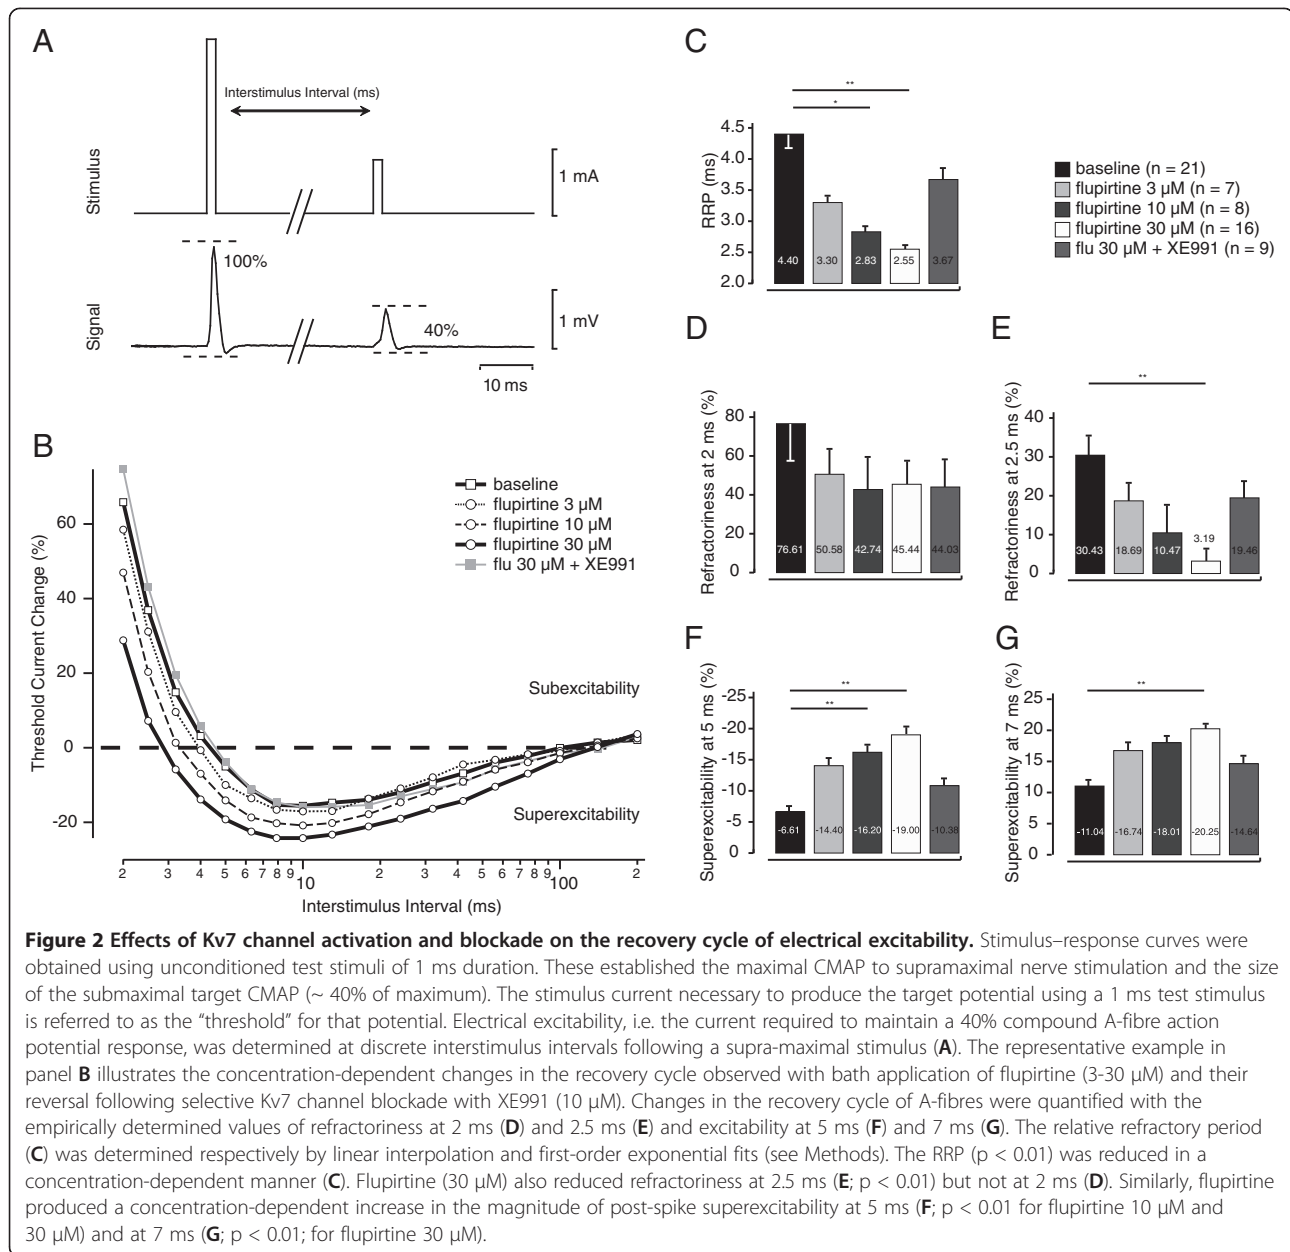 A
Interstimulus Interval (ms)
Stimulus
1 mA
100%
Signal
40%
1 mV
10 ms
B
baseline
flupirtine 3 µM
flupirtine 10 µM
flupirtine 30 µM
flu 30 µM + XE991
Threshold Current Change (%)
60
40
20
0
-20
Subexcitability
Superexcitability
2 3 4 5 6 7 8 9 10 2 3 4 5 6 7 8 9 100 2
Interstimulus Interval (ms)
C
**
*
RRP (ms)
4.5
4.0
3.5
3.0
2.5
2.0
4.40 3.30 2.83 2.55 3.67
baseline (n = 21)
flupirtine 3 µM (n = 7)
flupirtine 10 µM (n = 8)
flupirtine 30 µM (n = 16)
flu 30 µM + XE991 (n = 9)
D
Refractoriness at 2 ms (%)
80
60
40
20
0
76.61 50.58 42.74 45.44 44.03
E
**
Refractoriness at 2.5 ms (%)
40
30
20
10
0
30.43 18.69 10.47 3.19 19.46
F
**
**
Superexcitability at 5 ms (%)
-25
-20
-15
-10
-5
0
-6.61 -14.40 -16.20 -19.00 -10.38
G
**
Superexcitability at 7 ms (%)
25
20
15
10
5
0
-11.04 -16.74 -18.01 -20.25 -14.64
Figure 2 Effects of Kv7 channel activation and blockade on the recovery cycle of electrical excitability. Stimulus–response curves were
obtained using unconditioned test stimuli of 1 ms duration. These established the maximal CMAP to supramaximal nerve stimulation and the size
of the submaximal target CMAP (~ 40% of maximum). The stimulus current necessary to produce the target potential using a 1 ms test stimulus
is referred to as the “threshold” for that potential. Electrical excitability, i.e. the current required to maintain a 40% compound A-fibre action
potential response, was determined at discrete interstimulus intervals following a supra-maximal stimulus (A). The representative example in
panel B illustrates the concentration-dependent changes in the recovery cycle observed with bath application of flupirtine (3-30 µM) and their
reversal following selective Kv7 channel blockade with XE991 (10 µM). Changes in the recovery cycle of A-fibres were quantified with the
empirically determined values of refractoriness at 2 ms (D) and 2.5 ms (E) and excitability at 5 ms (F) and 7 ms (G). The relative refractory period
(C) was determined respectively by linear interpolation and first-order exponential fits (see Methods). The RRP (p < 0.01) was reduced in a
concentration-dependent manner (C). Flupirtine (30 µM) also reduced refractoriness at 2.5 ms (E; p < 0.01) but not at 2 ms (D). Similarly, flupirtine
produced a concentration-dependent increase in the magnitude of post-spike superexcitability at 5 ms (F; p < 0.01 for flupirtine 10 µM and
30 µM) and at 7 ms (G; p < 0.01; for flupirtine 30 µM).